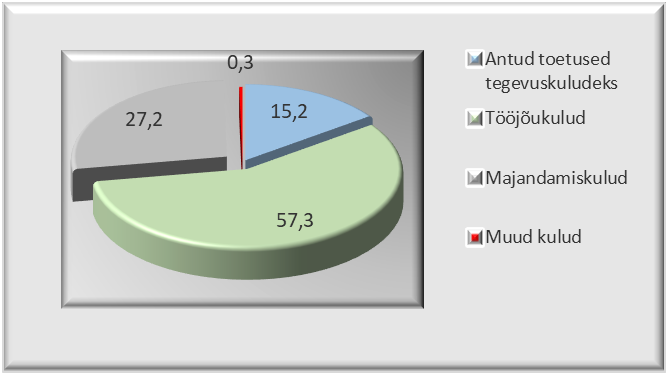 0,3
15,2
27,2
57,3
Antud toetused
tegevuskuludeks
Tööjõukulud
Majandamiskulud
Muud kulud